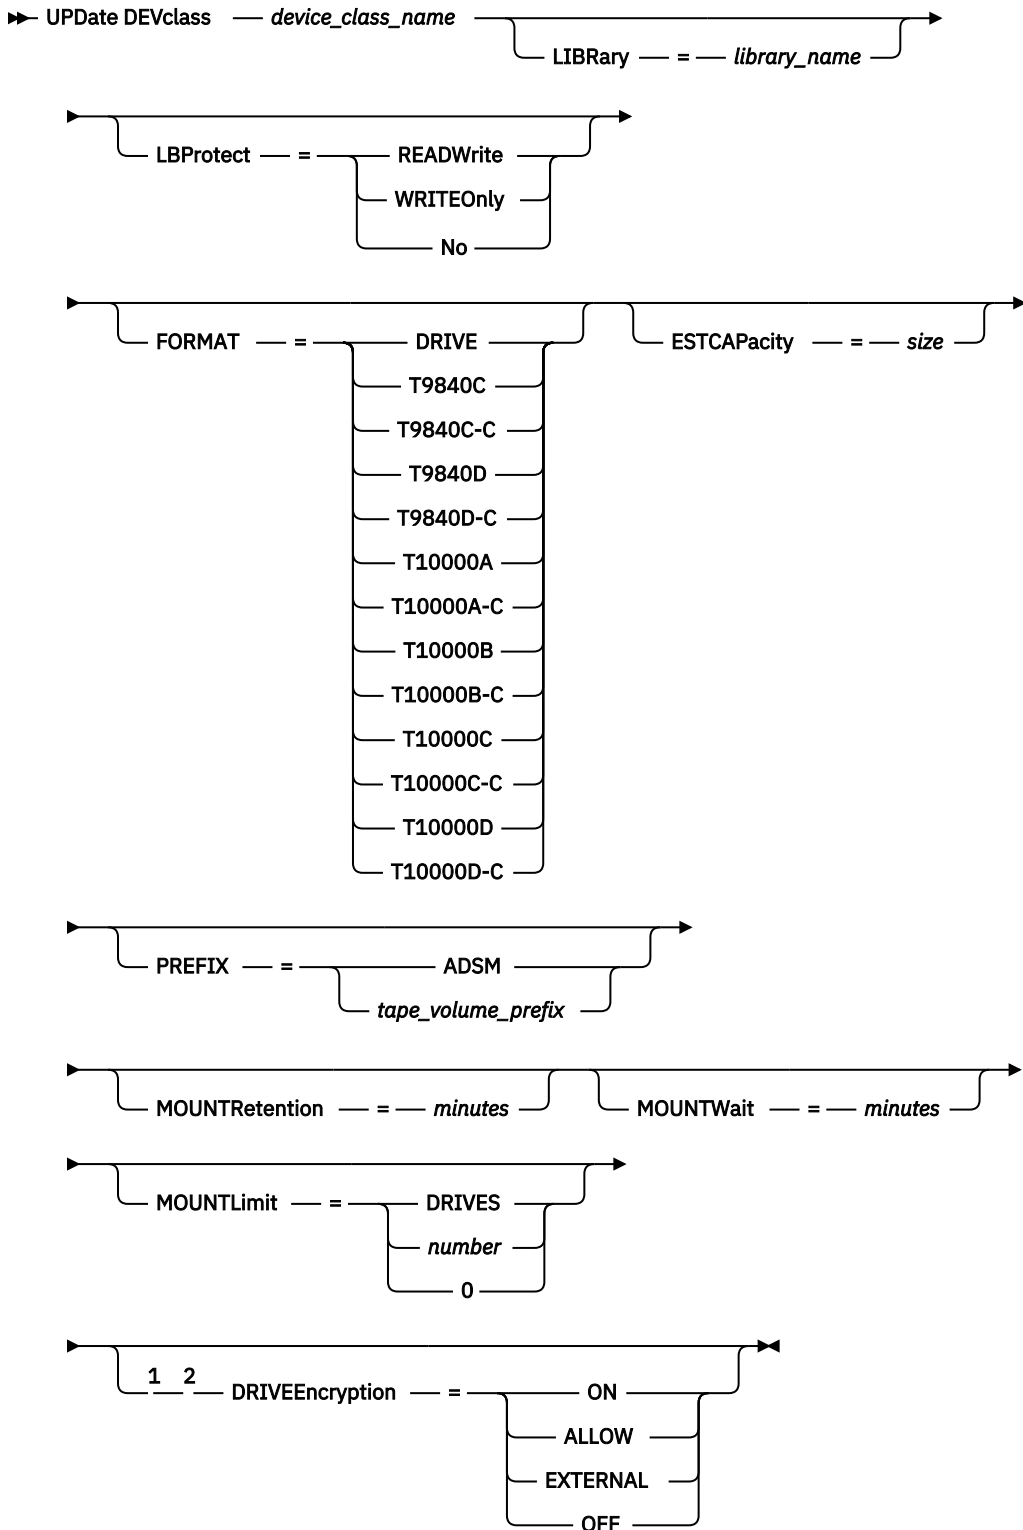 UPDate DEVclass device_class_name
LIBRary = library_name
LBProtect = READWrite
WRITEOnly
No
FORMAT = DRIVE ESTCAPacity = size
T9840C
T9840C-C
T9840D
T9840D-C
T10000A
T10000A-C
T10000B
T10000B-C
T10000C
T10000C-C
T10000D
T10000D-C
PREFIX = ADSM
tape_volume_prefix
MOUNTRetention = minutes MOUNTWait = minutes
MOUNTLimit = DRIVES
number
0
1 2 DRIVEEncryption = ON
ALLOW
EXTERNAL
OFF